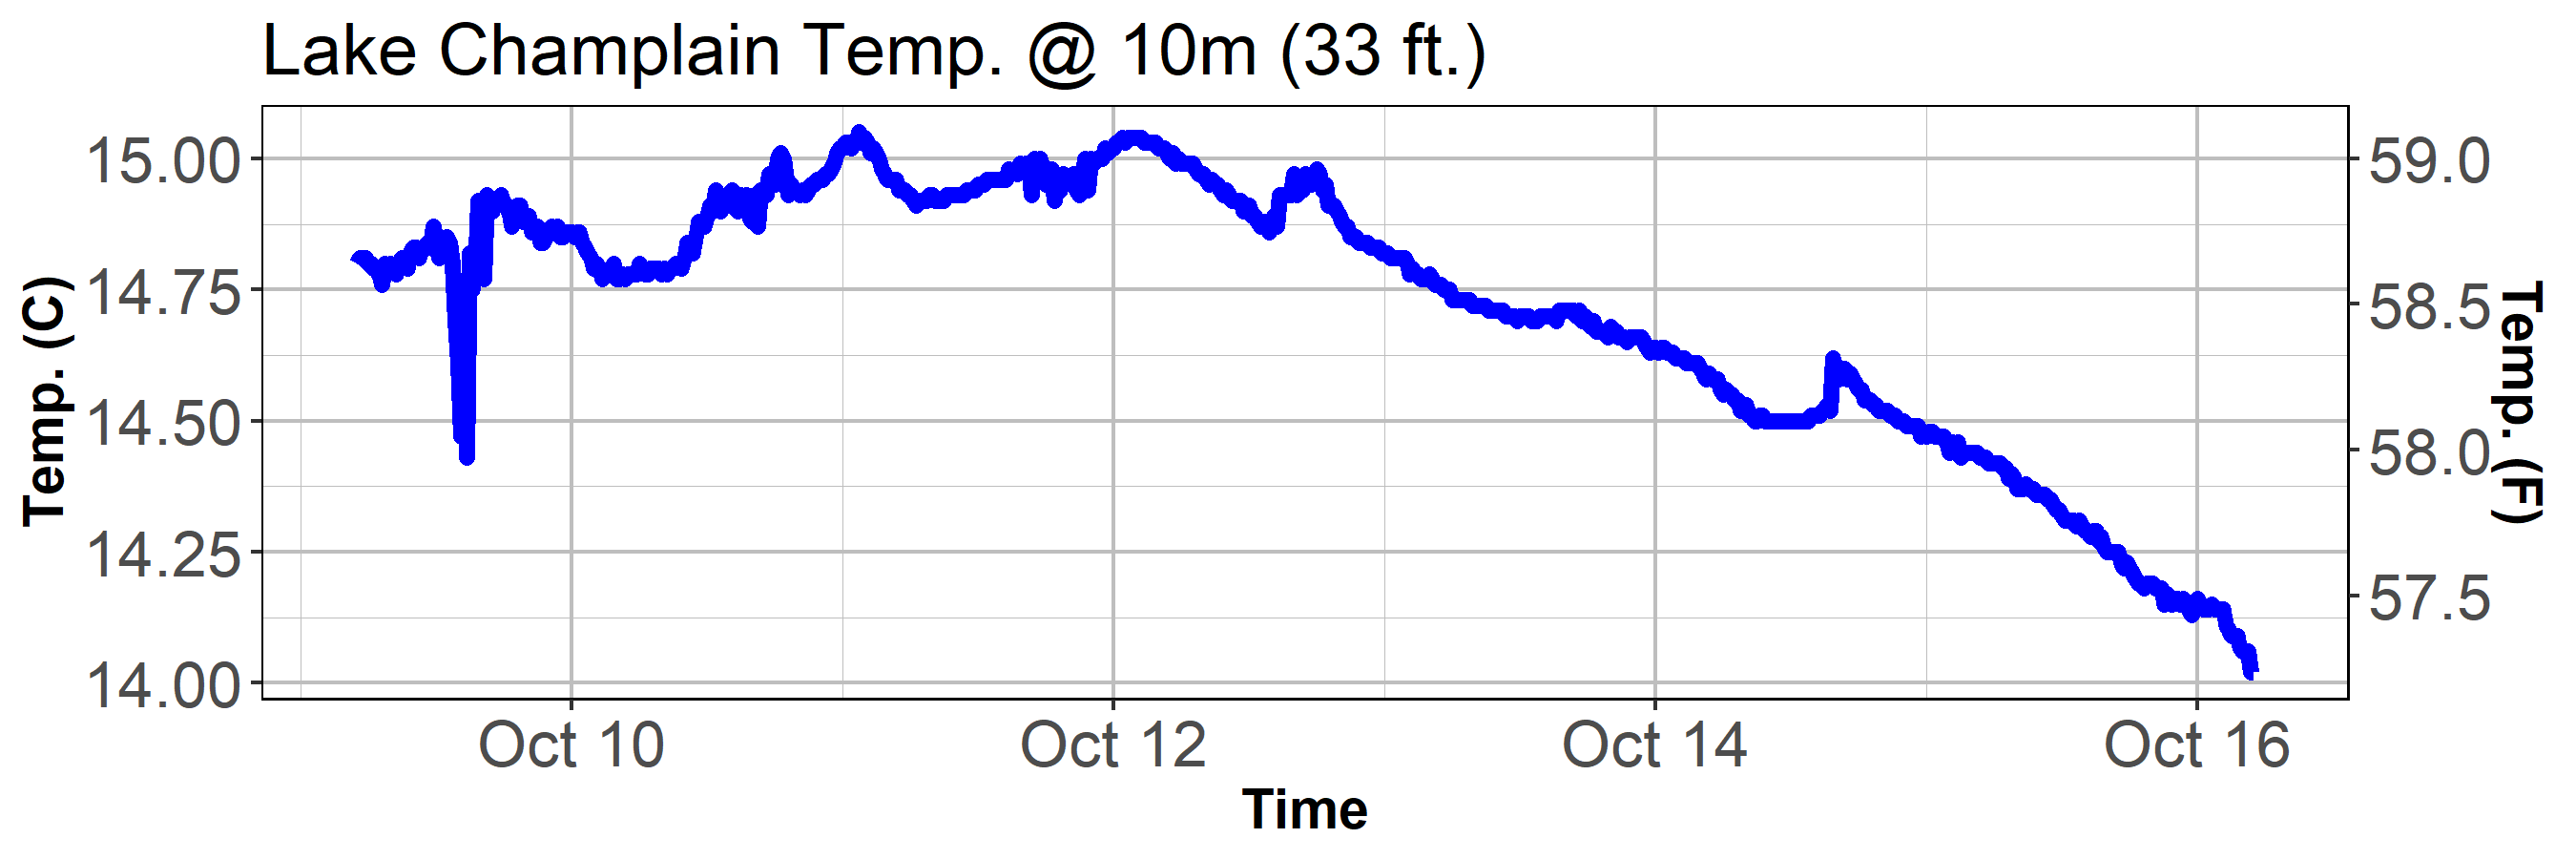 Lake Champlain Temp. @ 10m (33 ft.)
Temp. (C)
15.00
14.75
14.50
14.25
14.00
59.0
58.5
58.0
57.5
Temp. (F)
Oct 10 Oct 12 Oct 14 Oct 16
Time